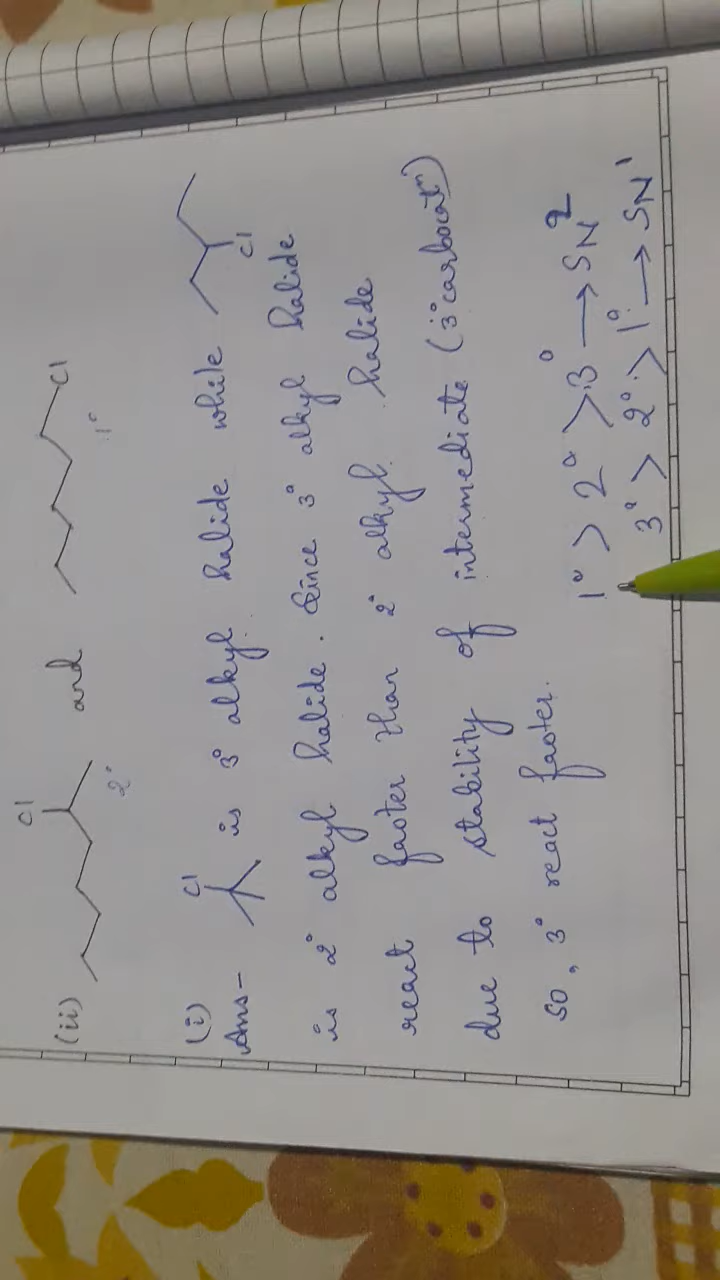 (ii) Cl 2° and Cl 1°
(i)
Ans- Cl is 3° alkyl halide while Cl
is 2° alkyl halide. Since 3° alkyl halide
react faster than 2° alkyl halide
due to stability of intermediate (3°carbocatⁿ)
So, 3° react faster.
1° > 2° > 3° → SN2
3° > 2° > 1° → SN1